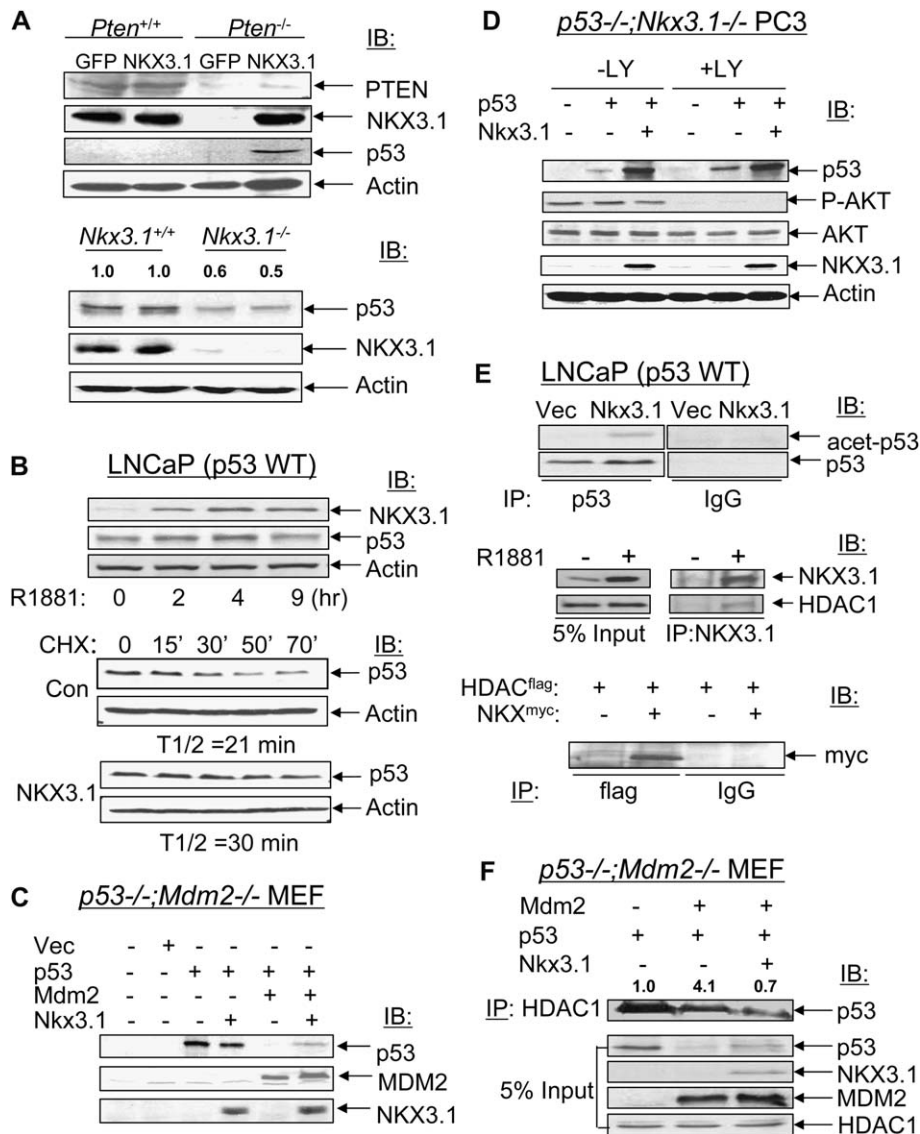 A
Pten+/+ Pten-/-
IB:
GFP NKX3.1 GFP NKX3.1
PTEN
NKX3.1
p53
Actin
Nkx3.1+/+ Nkx3.1-/-
IB:
1.0 1.0 0.6 0.5
p53
NKX3.1
Actin
B
LNCaP (p53 WT)
IB:
NKX3.1
p53
Actin
R1881: 0 2 4 9 (hr)
CHX: 0 15' 30' 50' 70' IB:
Con
p53
Actin
T1/2 =21 min
NKX3.1
p53
Actin
T1/2 =30 min
C
p53-/-;Mdm2-/- MEF
Vec - + - - - -
p53 - - + + + +
Mdm2 - - - - + +
Nkx3.1 - - - + - +
IB:
p53
MDM2
NKX3.1
D
p53-/-;Nkx3.1-/- PC3
-LY +LY
p53 - + + - + + IB:
Nkx3.1 - - + - - +
p53
P-AKT
AKT
NKX3.1
Actin
E
LNCaP (p53 WT)
Vec Nkx3.1 Vec Nkx3.1 IB:
acet-p53
p53
IP: p53 IgG
R1881 - + - + IB:
NKX3.1
HDAC1
5% Input IP:NKX3.1
HDACflag: + + + +
NKXmyc: - + - + IB:
myc
IP: flag IgG
F
p53-/-;Mdm2-/- MEF
Mdm2 - + +
p53 + + +
Nkx3.1 - - +
1.0 4.1 0.7 IB:
IP: HDAC1 p53
p53
NKX3.1
5% Input
MDM2
HDAC1